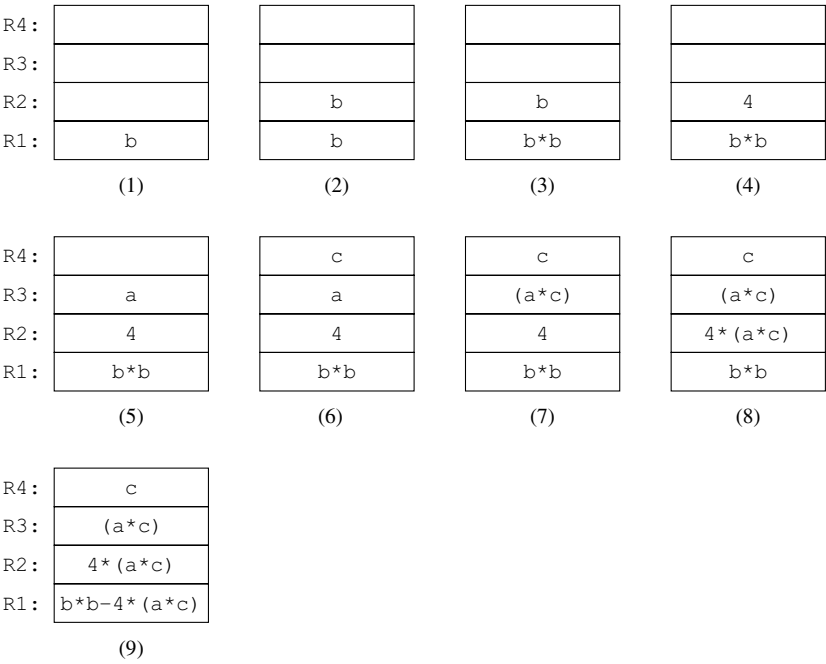 R4:
R3:
R2: b b 4
R1: b b b*b b*b
(1) (2) (3) (4)
R4: c c c
R3: a a (a*c) (a*c)
R2: 4 4 4 4*(a*c)
R1: b*b b*b b*b b*b
(5) (6) (7) (8)
R4: c
R3: (a*c)
R2: 4*(a*c)
R1: b*b-4*(a*c)
(9)